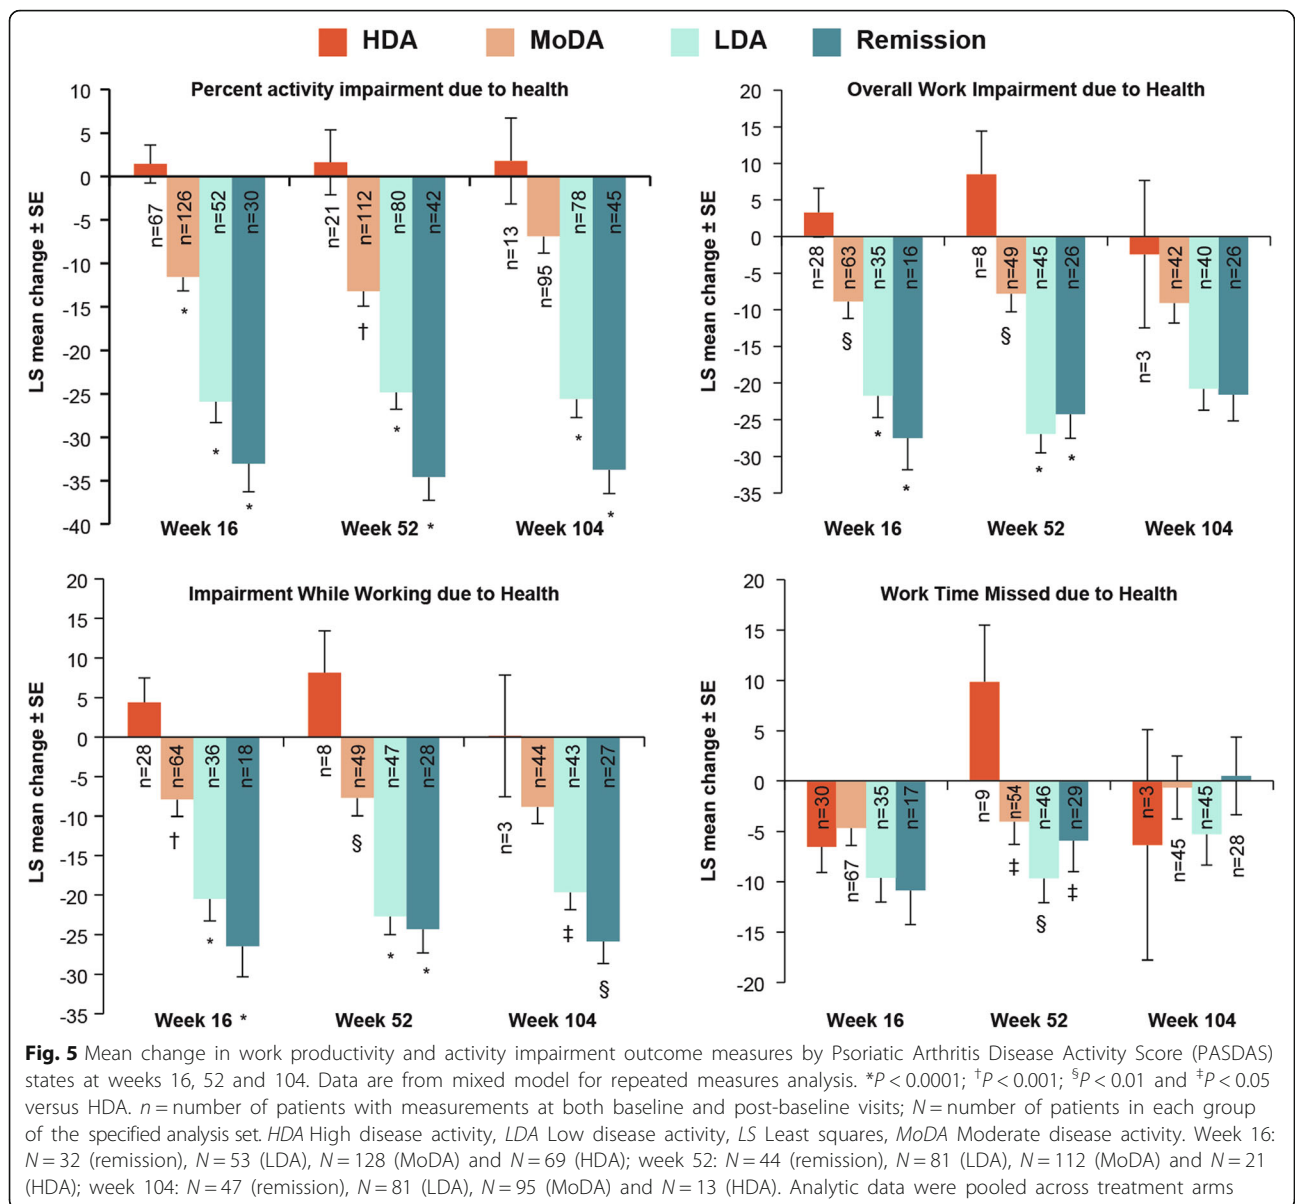 HDA MoDA LDA Remission
Percent activity impairment due to health
LS mean change ± SE
10
5
0
-5
-10
-15
-20
-25
-30
-35
-40
n=67 n=126 n=52 n=30
n=21 n=112 n=80 n=42
n=13 n=95 n=78 n=45
* * *
† * *
* *
Week 16 Week 52 Week 104
Overall Work Impairment due to Health
LS mean change ± SE
20
15
10
5
0
-5
-10
-15
-20
-25
-30
-35
n=28 n=63 n=35 n=16
n=8 n=49 n=45 n=26
n=3 n=42 n=40 n=26
§ * *
§ * *
Week 16 Week 52 Week 104
Impairment While Working due to Health
LS mean change ± SE
20
15
10
5
0
-5
-10
-15
-20
-25
-30
-35
n=28 n=64 n=36 n=18
n=8 n=49 n=47 n=28
n=3 n=44 n=43 n=27
† * *
§ * *
‡ §
Week 16 Week 52 Week 104
Work Time Missed due to Health
LS mean change ± SE
20
15
10
5
0
-5
-10
-15
-20
n=30 n=67 n=35 n=17
n=9 n=54 n=46 n=29
n=3 n=45 n=45 n=28
‡ § ‡
Week 16 Week 52 Week 104
Fig. 5 Mean change in work productivity and activity impairment outcome measures by Psoriatic Arthritis Disease Activity Score (PASDAS)
states at weeks 16, 52 and 104. Data are from mixed model for repeated measures analysis. *P < 0.0001; †P < 0.001; §P < 0.01 and ‡P < 0.05
versus HDA. n = number of patients with measurements at both baseline and post-baseline visits; N = number of patients in each group
of the specified analysis set. HDA High disease activity, LDA Low disease activity, LS Least squares, MoDA Moderate disease activity. Week 16:
N = 32 (remission), N = 53 (LDA), N = 128 (MoDA) and N = 69 (HDA); week 52: N = 44 (remission), N = 81 (LDA), N = 112 (MoDA) and N = 21
(HDA); week 104: N = 47 (remission), N = 81 (LDA), N = 95 (MoDA) and N = 13 (HDA). Analytic data were pooled across treatment arms